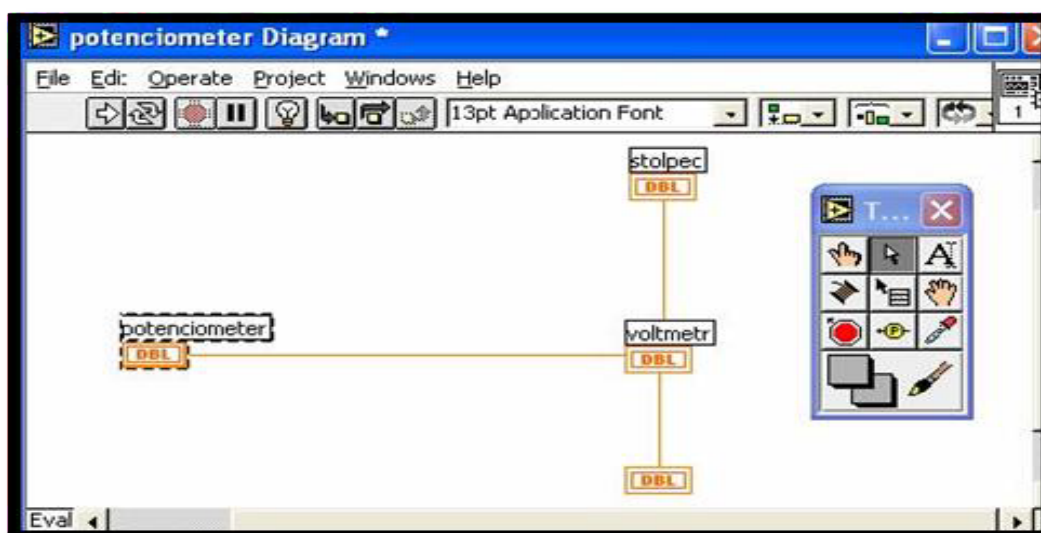 potenciometer Diagram *
File Edit Operate Project Windows Help
13pt Application Font
1
stolpec
DBL
T...
A
potenciometer
DBL
voltmetr
DBL
P
DBL
Eval